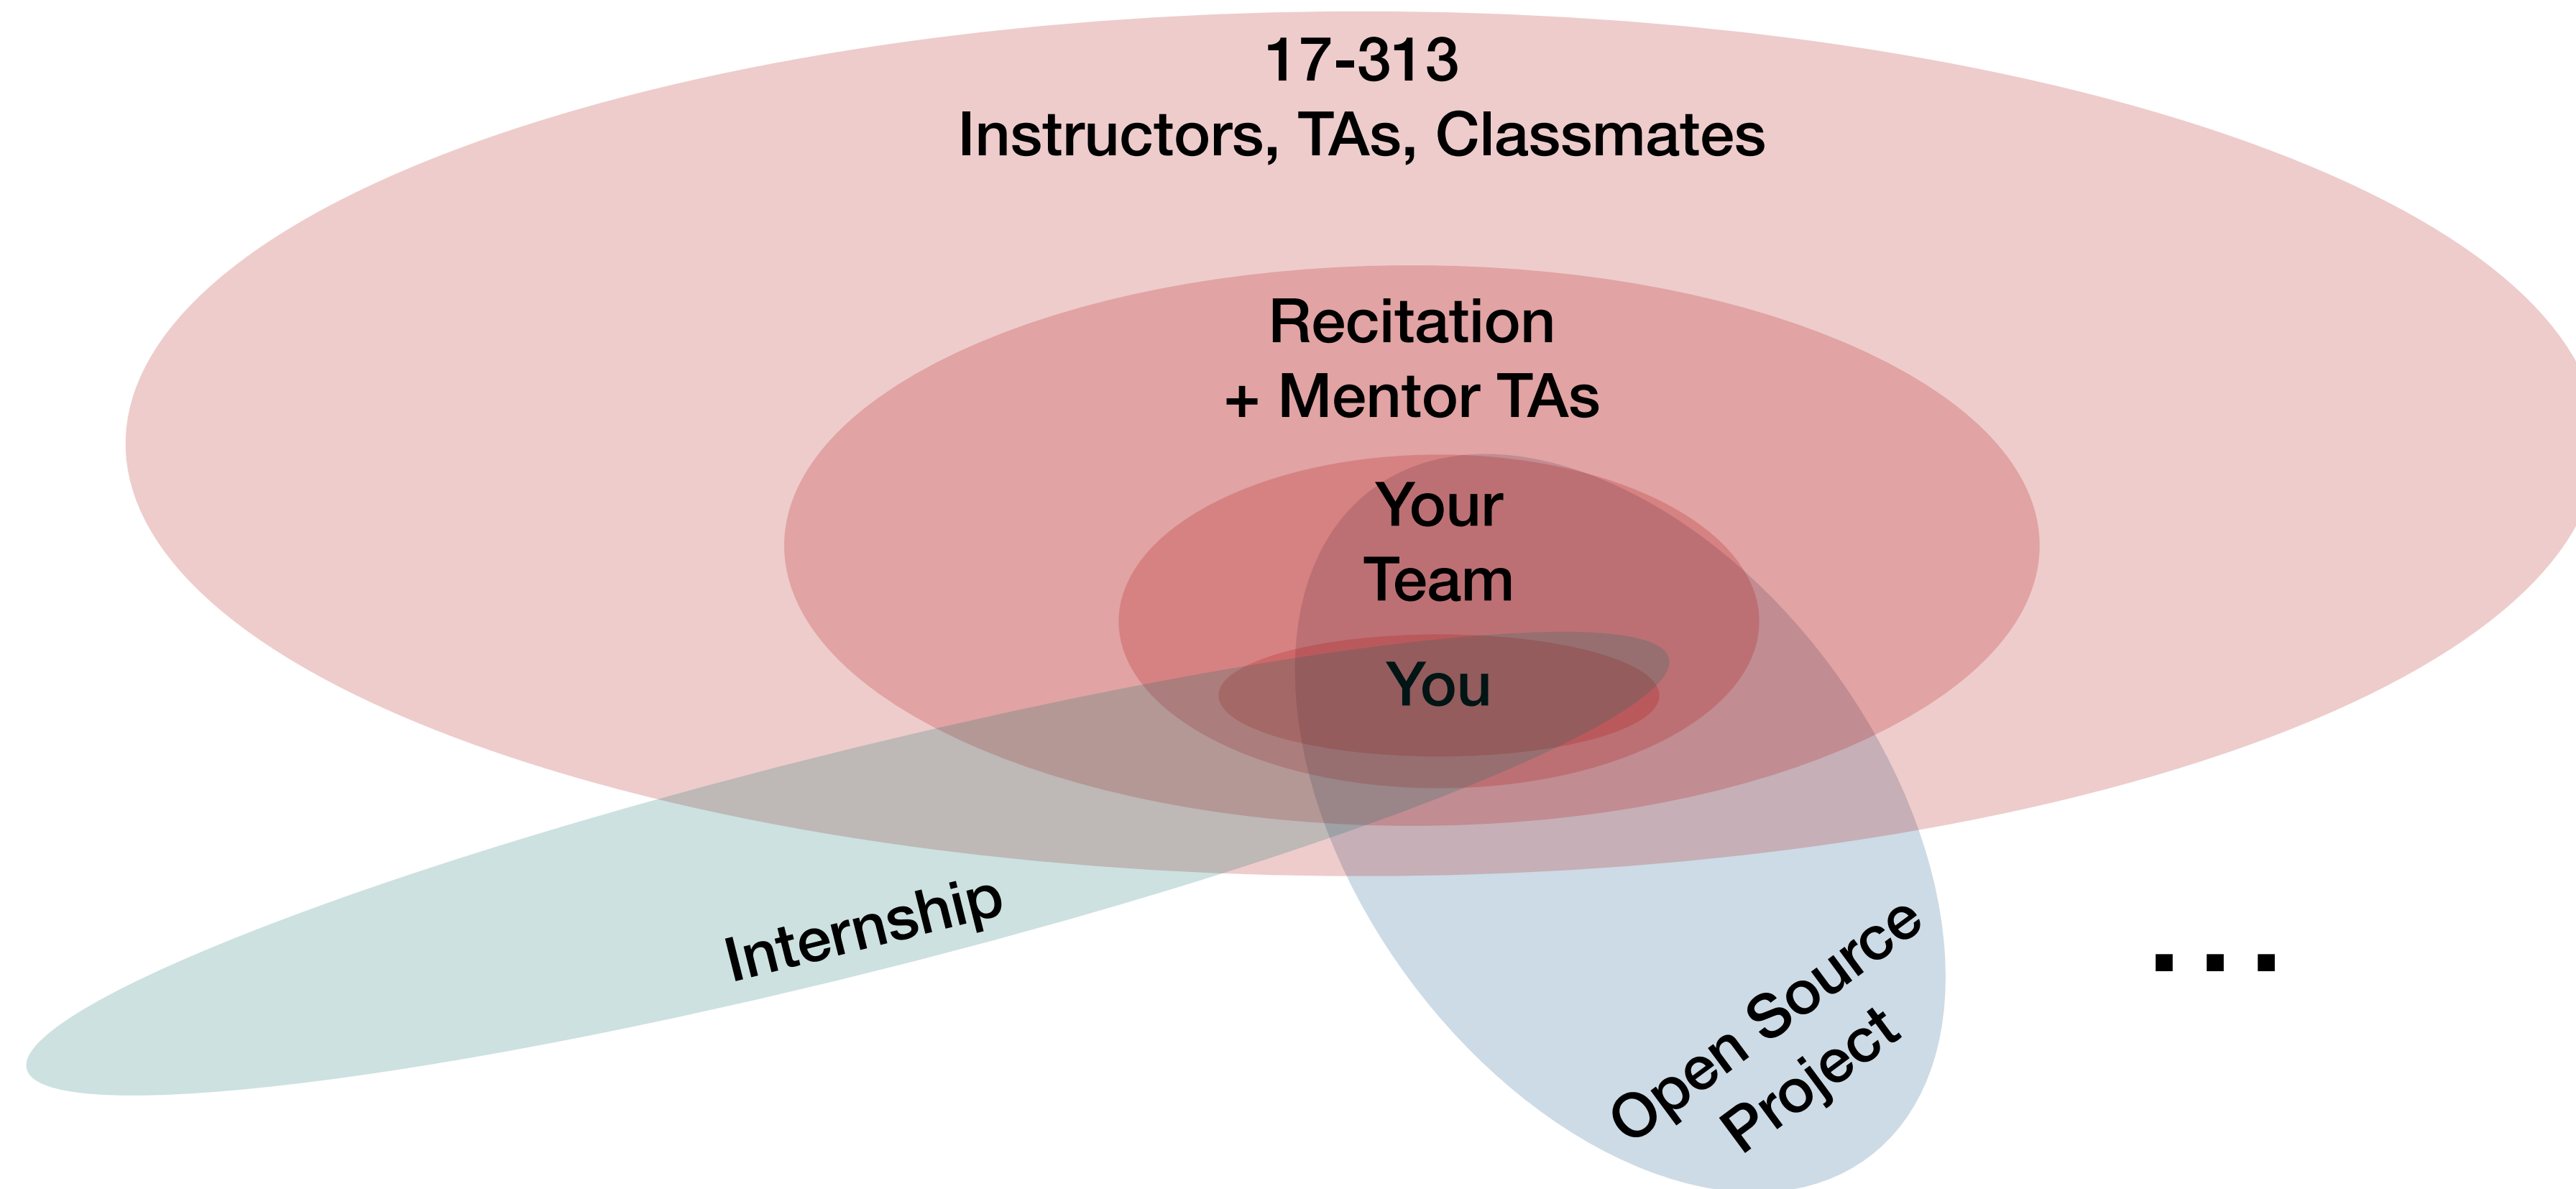 17-313
Instructors, TAs, Classmates
Recitation
+ Mentor TAs
Your
Team
You
Internship
Open Source
Project
...